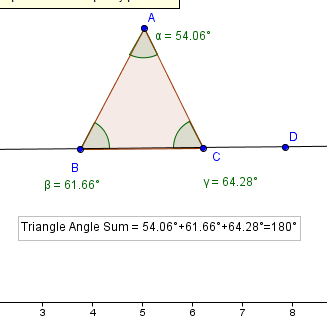 A
α = 54.06°
D
B
C
β = 61.66°
γ = 64.28°
Triangle Angle Sum = 54.06°+61.66°+64.28°=180°
3 4 5 6 7 8